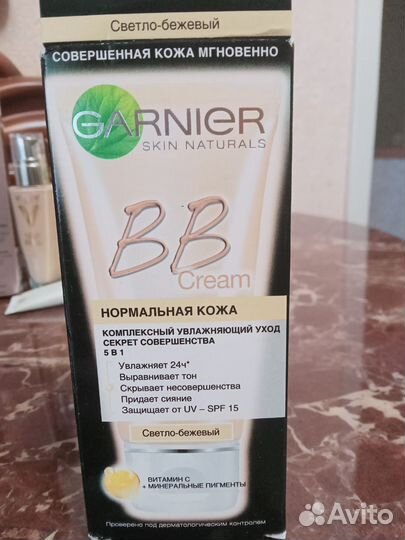 Светло-бежевый
СОВЕРШЕННАЯ КОЖА МГНОВЕННО
GARNIER
SKIN NATURALS
BB
Cream
НОРМАЛЬНАЯ КОЖА
КОМПЛЕКСНЫЙ УВЛАЖНЯЮЩИЙ УХОД
СЕКРЕТ СОВЕРШЕНСТВА
5 В 1
Увлажняет 24ч*
Выравнивает тон
Скрывает несовершенства
Придает сияние
Защищает от UV – SPF 15
Светло-бежевый
ВИТАМИН С
+ МИНЕРАЛЬНЫЕ ПИГМЕНТЫ
Проверено под дерматологическим контролем
Avito